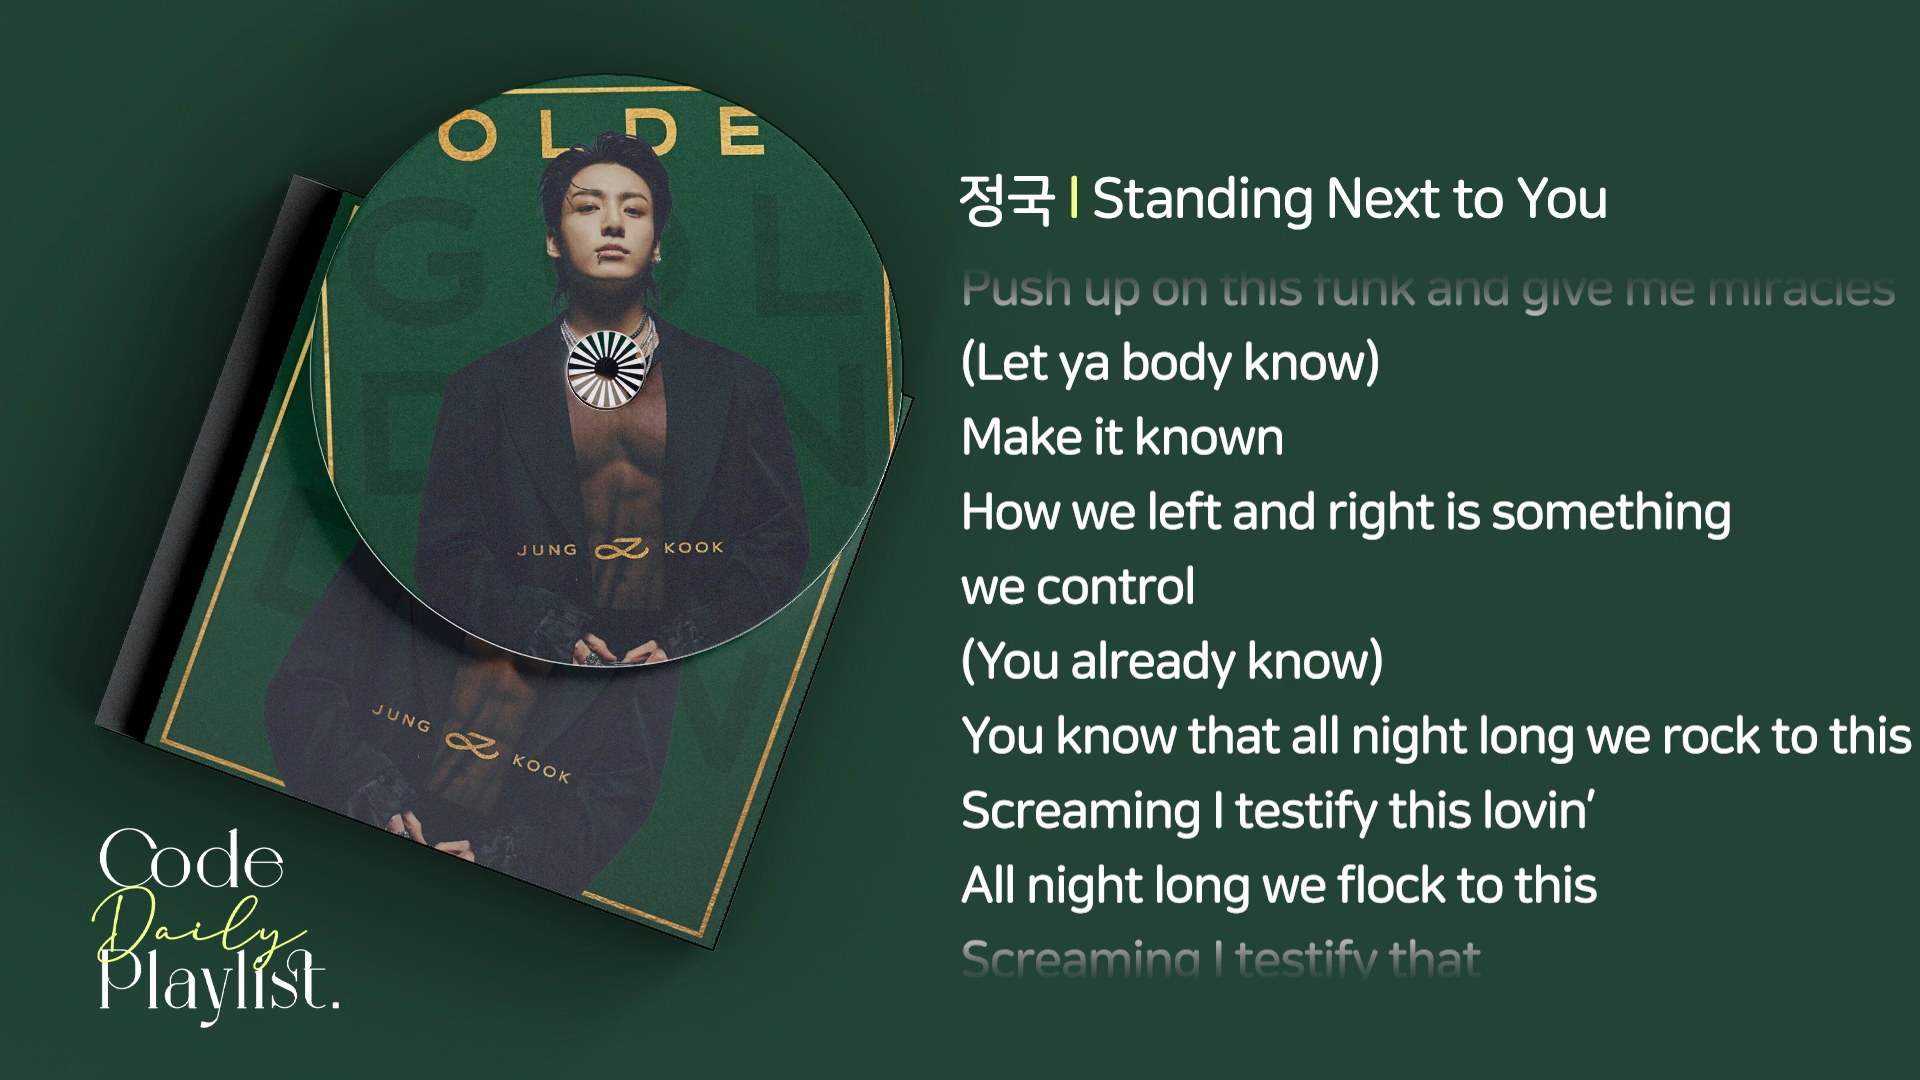 OLDE
GOL
D N
JUNG KOOK
JUNG KOOK
Code
Daily
Playlist.
정국 | Standing Next to You
Push up on this funk and give me miracles
(Let ya body know)
Make it known
How we left and right is something
we control
(You already know)
You know that all night long we rock to this
Screaming I testify this lovin'
All night long we flock to this
Screaming I testify that